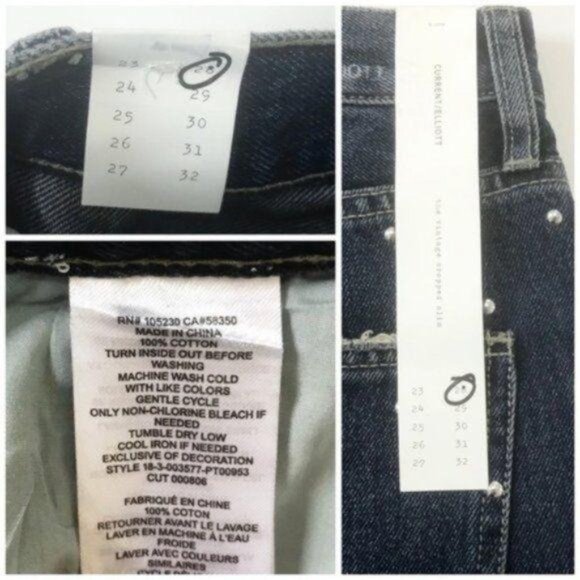 23 28
24 29
25 30
26 31
27 32
RN# 105230 CA#58350
MADE IN CHINA
100% COTTON
TURN INSIDE OUT BEFORE
WASHING
MACHINE WASH COLD
WITH LIKE COLORS
GENTLE CYCLE
ONLY NON-CHLORINE BLEACH IF
NEEDED
TUMBLE DRY LOW
COOL IRON IF NEEDED
EXCLUSIVE OF DECORATION
STYLE 18-3-003577-PT00953
CUT 000806
FABRIQUÉ EN CHINE
100% COTON
RETOURNER AVANT LE LAVAGE
LAVER EN MACHINE À L'EAU
FROIDE
LAVER AVEC COULEURS
SIMILAIRES
IOTT
CURRENT/ELLIOTT
the vintage cropped slim
23 28
24 29
25 30
26 31
27 32